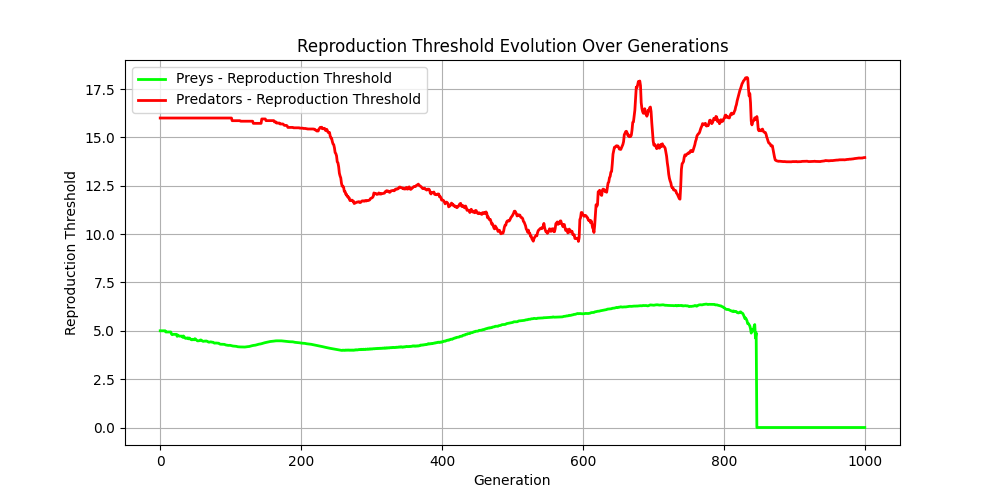 Reproduction Threshold Evolution Over Generations
Preys - Reproduction Threshold
Predators - Reproduction Threshold
Reproduction Threshold
17.5
15.0
12.5
10.0
7.5
5.0
2.5
0.0
0 200 400 600 800 1000
Generation